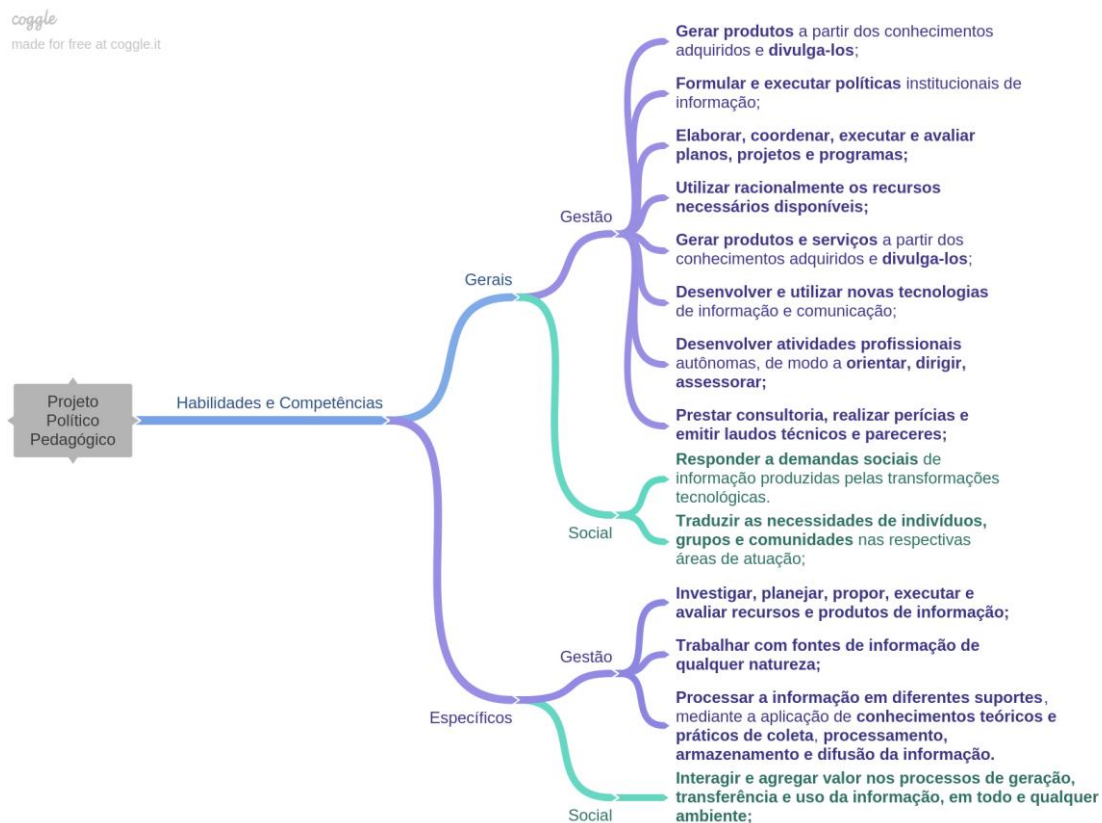 coggle
made for free at coggle.it
Projeto
Político
Pedagógico
Habilidades e Competências
Gerais
Gestão
Gerar produtos a partir dos conhecimentos
adquiridos e divulga-los;
Formular e executar políticas institucionais de
informação;
Elaborar, coordenar, executar e avaliar
planos, projetos e programas;
Utilizar racionalmente os recursos
necessários disponíveis;
Gerar produtos e serviços a partir dos
conhecimentos adquiridos e divulga-los;
Desenvolver e utilizar novas tecnologias
de informação e comunicação;
Desenvolver atividades profissionais
autônomas, de modo a orientar, dirigir,
assessorar;
Prestar consultoria, realizar perícias e
emitir laudos técnicos e pareceres;
Social
Responder a demandas sociais de
informação produzidas pelas transformações
tecnológicas.
Traduzir as necessidades de indivíduos,
grupos e comunidades nas respectivas
áreas de atuação;
Específicos
Gestão
Investigar, planejar, propor, executar e
avaliar recursos e produtos de informação;
Trabalhar com fontes de informação de
qualquer natureza;
Processar a informação em diferentes suportes,
mediante a aplicação de conhecimentos teóricos e
práticos de coleta, processamento,
armazenamento e difusão da informação.
Social
Interagir e agregar valor nos processos de geração,
transferência e uso da informação, em todo e qualquer
ambiente;